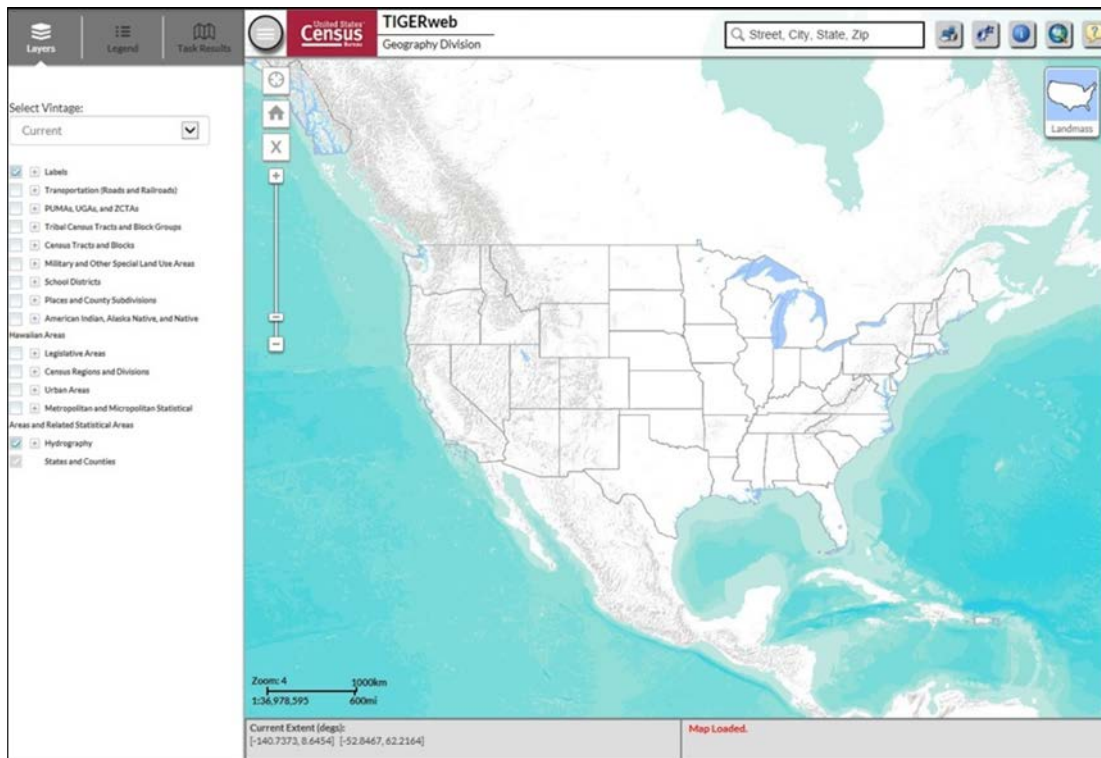 Layers
Legend
Task Results
United States
Census
Bureau
TIGERweb
Geography Division
Street, City, State, Zip
Landmass
Select Vintage:
Current
Labels
Transportation (Roads and Railroads)
PUMAs, UGAs, and ZCTAs
Tribal Census Tracts and Block Groups
Census Tracts and Blocks
Military and Other Special Land Use Areas
School Districts
Places and County Subdivisions
American Indian, Alaska Native, and Native
Hawaiian Areas
Legislative Areas
Census Regions and Divisions
Urban Areas
Metropolitan and Micropolitan Statistical
Areas and Related Statistical Areas
Hydrography
States and Counties
X
Zoom: 4 1000km
1:36,978,595 600mi
Current Extent (degs):
[-140.7373, 8.6454] [-52.8467, 62.2164]
Map Loaded.